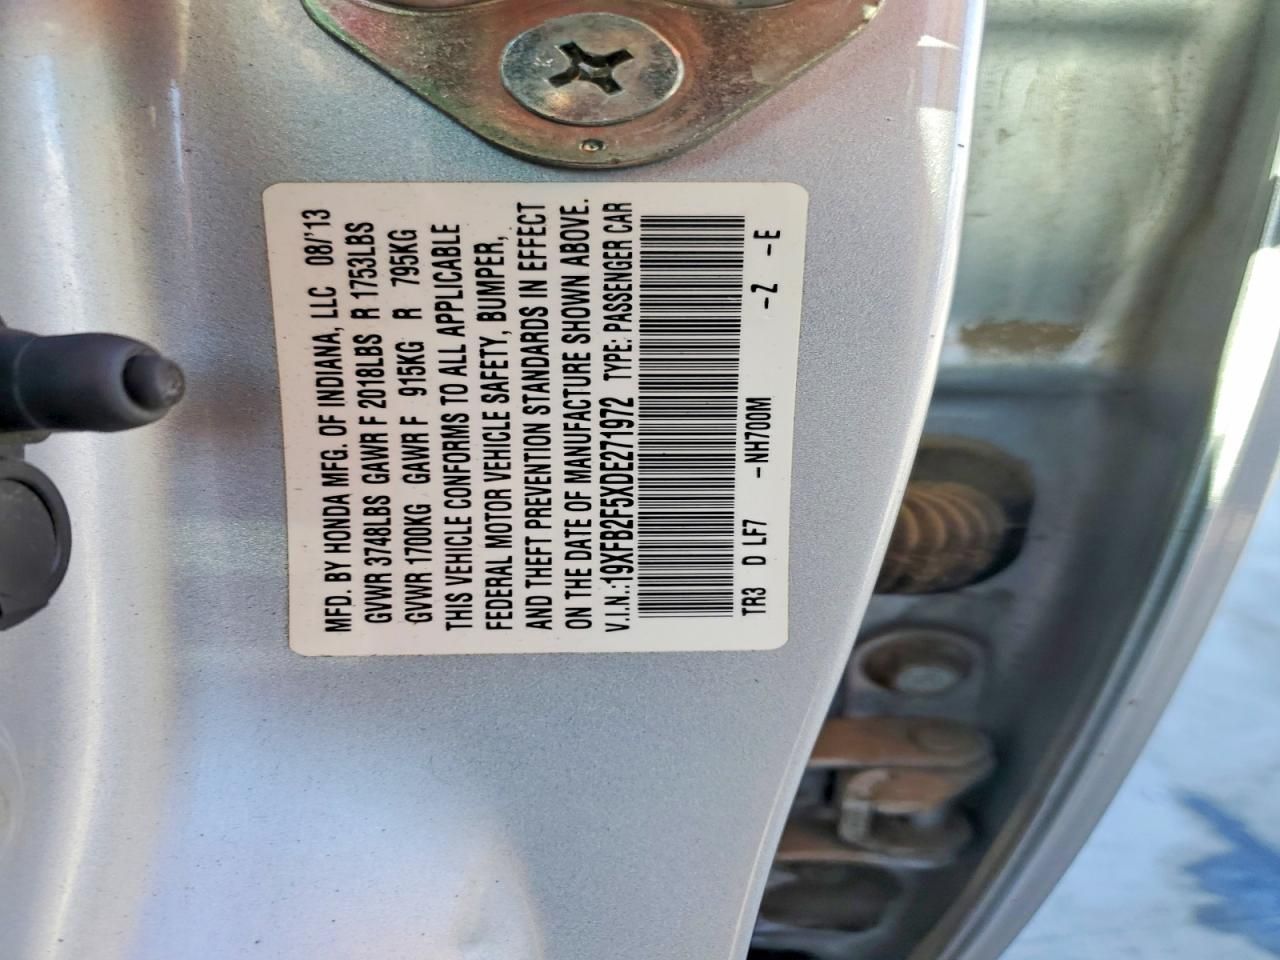 MFD. BY HONDA MFG. OF INDIANA, LLC 08/'13
GVWR 3748LBS GAWR F 2018LBS R 1753LBS
GVWR 1700KG GAWR F 915KG R 795KG
THIS VEHICLE CONFORMS TO ALL APPLICABLE
FEDERAL MOTOR VEHICLE SAFETY, BUMPER,
AND THEFT PREVENTION STANDARDS IN EFFECT
ON THE DATE OF MANUFACTURE SHOWN ABOVE.
V.I.N.:19XFB2F5XDE271972 TYPE: PASSENGER CAR
TR3 D LF7 -NH700M -Z -E